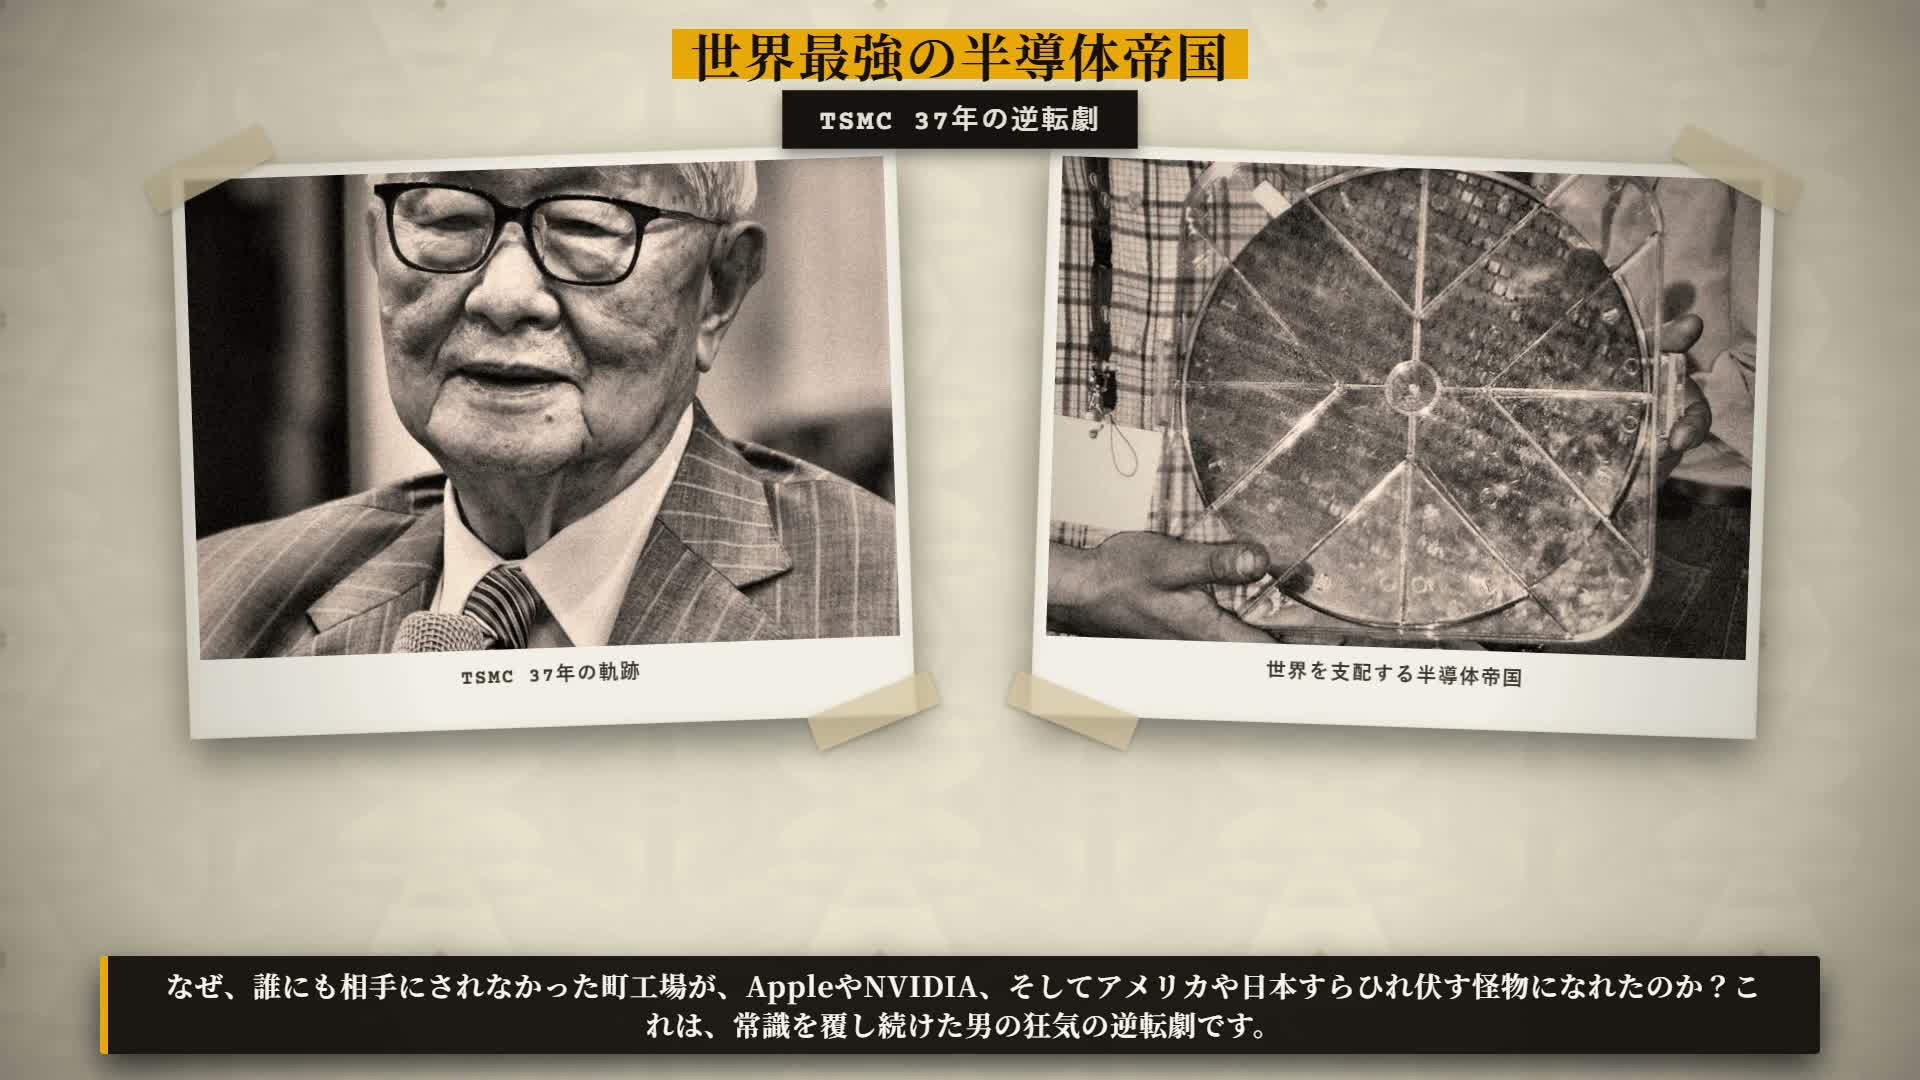 世界最強の半導体帝国
TSMC 37年の逆転劇
TSMC 37年の軌跡
世界を支配する半導体帝国
なぜ、誰にも相手にされなかった町工場が、AppleやNVIDIA、そしてアメリカや日本すらひれ伏す怪物になれたのか？こ
れは、常識を覆し続けた男の狂気の逆転劇です。